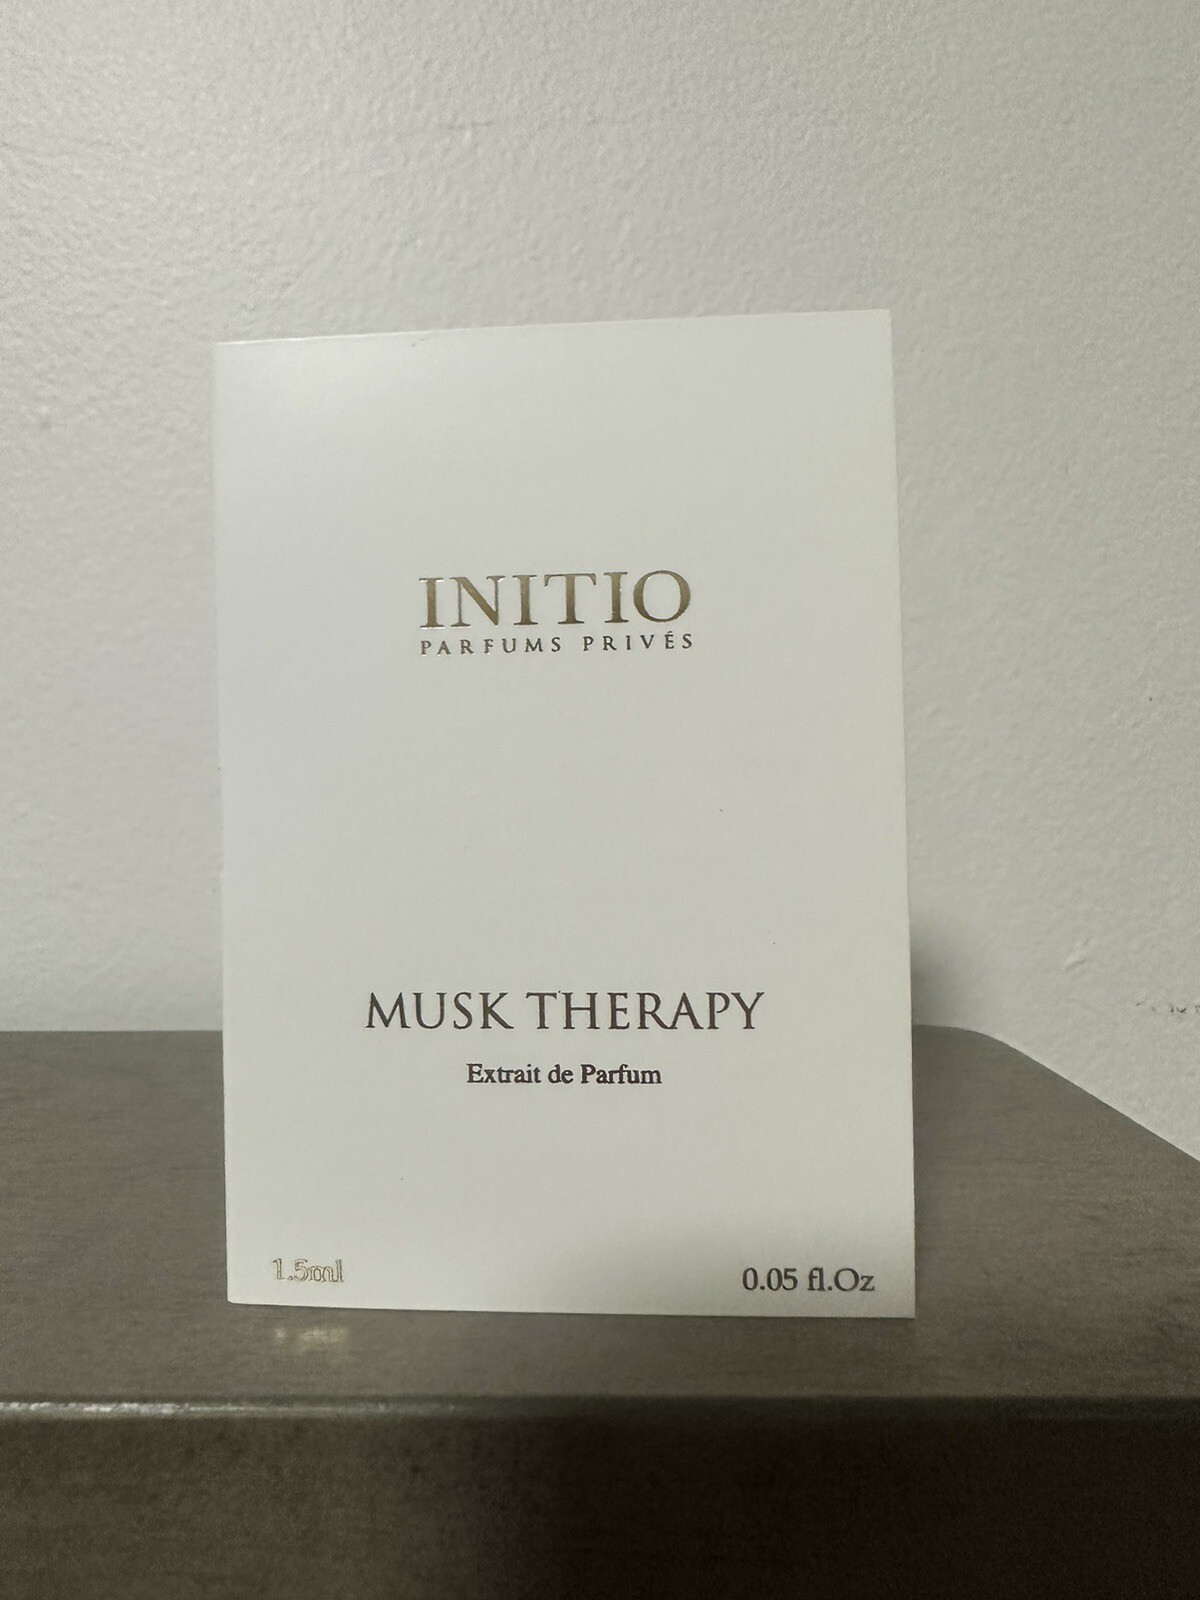 INITIO
PARFUMS PRIVÉS
MUSK THERAPY
Extrait de Parfum
1.5ml
0.05 fl.Oz